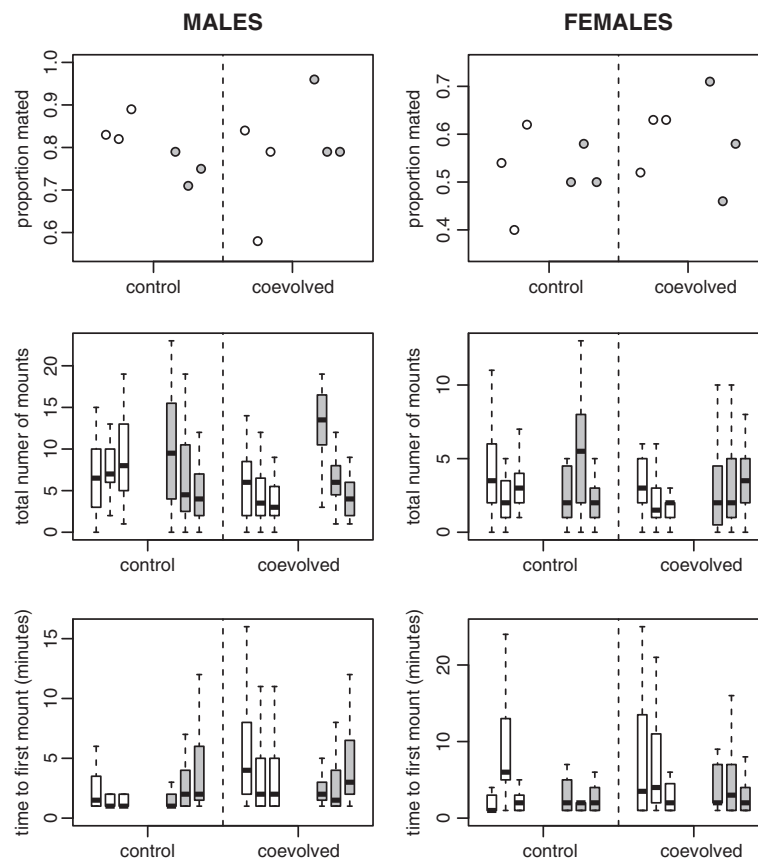 MALES
FEMALES
proportion mated
1.0
0.9
0.8
0.7
0.6
control
coevolved
proportion mated
0.7
0.6
0.5
0.4
control
coevolved
total numer of mounts
20
15
10
5
0
control
coevolved
total numer of mounts
10
5
0
control
coevolved
time to first mount (minutes)
15
10
5
0
control
coevolved
time to first mount (minutes)
20
10
0
control
coevolved